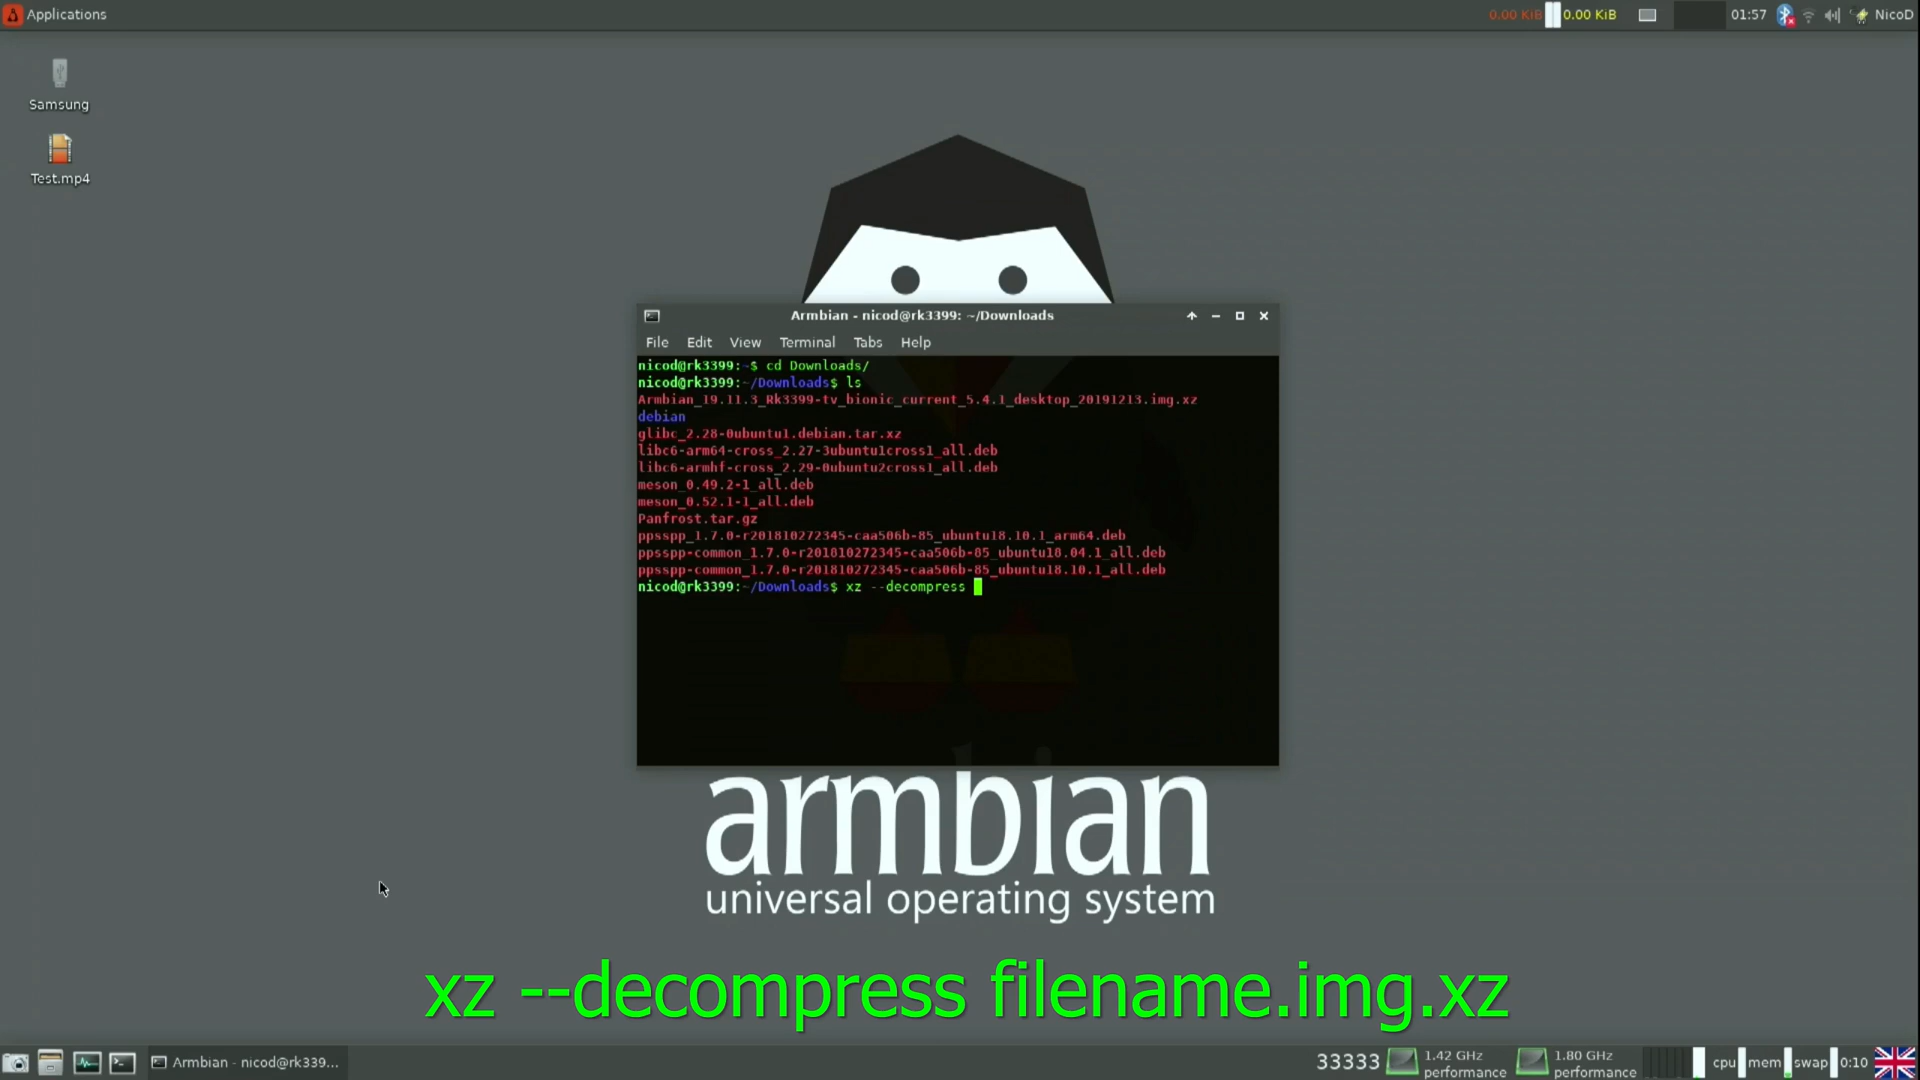 Applications
0.00 KiB 0.00 KiB 01:57 NicoD
Samsung
Test.mp4
Armbian - nicod@rk3399: ~/Downloads
File Edit View Terminal Tabs Help
nicod@rk3399:~$ cd Downloads/
nicod@rk3399:~/Downloads$ ls
Armbian_19.11.3_Rk3399-tv_bionic_current_5.4.1_desktop_20191213.img.xz
debian
glibc_2.28-0ubuntu1.debian.tar.xz
libc6-arm64-cross_2.27-3ubuntu1cross1_all.deb
libc6-armhf-cross_2.29-0ubuntu2cross1_all.deb
meson_0.49.2-1_all.deb
meson_0.52.1-1_all.deb
Panfrost.tar.gz
ppsspp_1.7.0-r201810272345-caa506b-85_ubuntu18.10.1_arm64.deb
ppsspp-common_1.7.0-r201810272345-caa506b-85_ubuntu18.04.1_all.deb
ppsspp-common_1.7.0-r201810272345-caa506b-85_ubuntu18.10.1_all.deb
nicod@rk3399:~/Downloads$ xz --decompress
armbian
universal operating system
xz --decompress filename.img.xz
Armbian - nicod@rk339...
33333
1.42 GHz
performance
1.80 GHz
performance
cpu mem swap 0:10